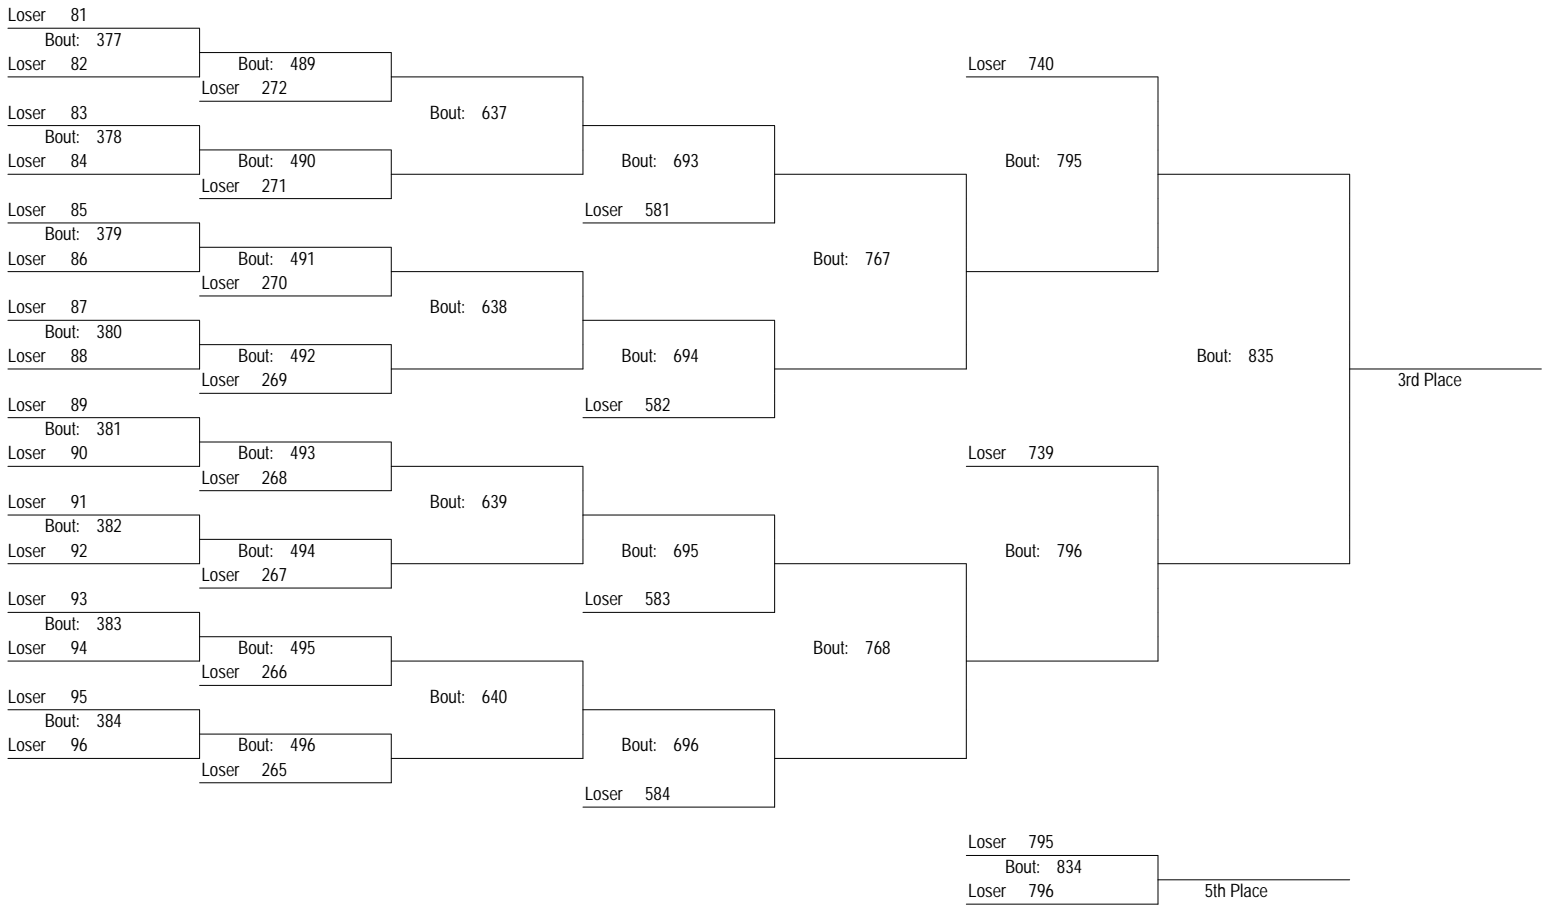 Loser 81
Bout: 377
Loser 82
Bout: 489
Loser 740
Loser 272
Loser 83
Bout: 637
Bout: 378
Loser 84
Bout: 490
Bout: 693
Bout: 795
Loser 271
Loser 85
Loser 581
Bout: 379
Loser 86
Bout: 491
Bout: 767
Loser 270
Loser 87
Bout: 638
Bout: 380
Loser 88
Bout: 492
Bout: 694
Bout: 835
Loser 269
3rd Place
Loser 89
Loser 582
Bout: 381
Loser 90
Bout: 493
Loser 739
Loser 268
Loser 91
Bout: 639
Bout: 382
Loser 92
Bout: 494
Bout: 695
Bout: 796
Loser 267
Loser 93
Loser 583
Bout: 383
Loser 94
Bout: 495
Bout: 768
Loser 266
Loser 95
Bout: 640
Bout: 384
Loser 96
Bout: 496
Bout: 696
Loser 265
Loser 584
Loser 795
Bout: 834
Loser 796
5th Place